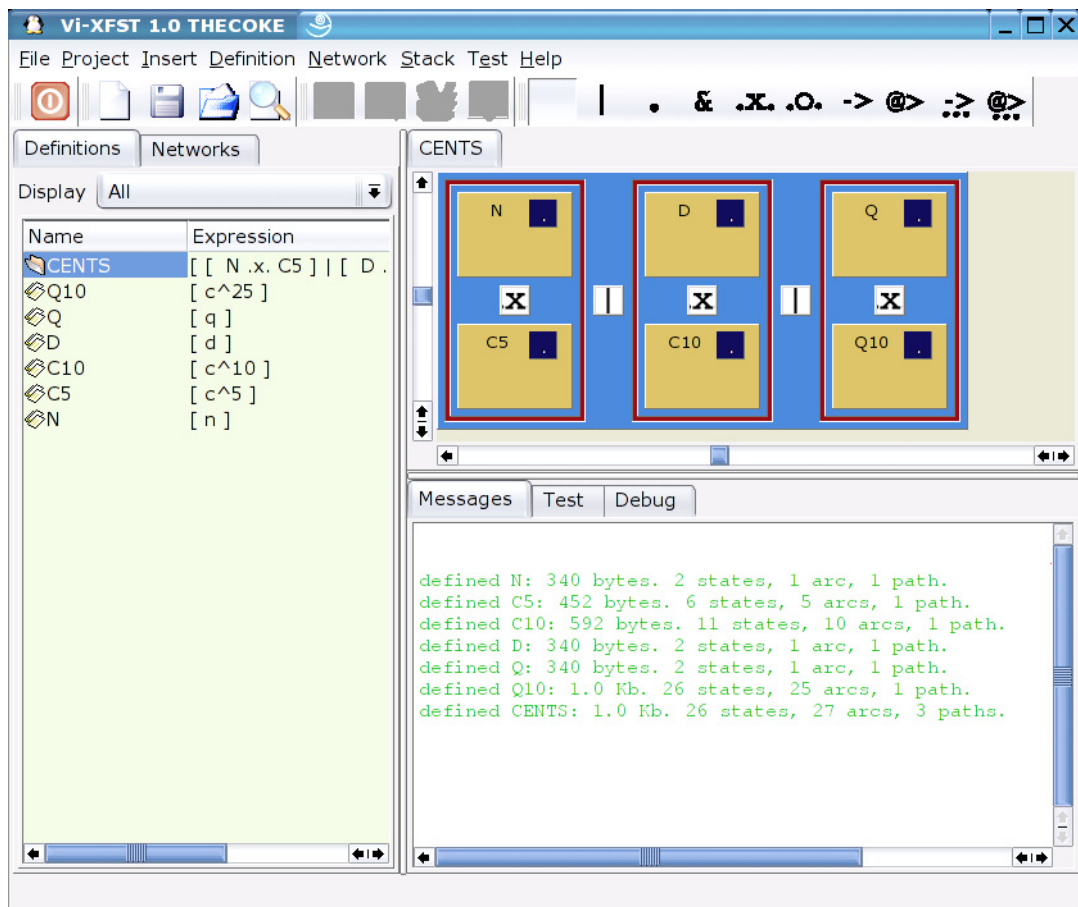 Vi-XFST 1.0 THECOKE
File Project Insert Definition Network Stack Test Help
| . & .x. .o. -> @> .->... @>...
Definitions Networks
Display All
Name Expression
CENTS [ [ N .x. C5 ] | [ D .
Q10 [ c^25 ]
Q [ q ]
D [ d ]
C10 [ c^10 ]
C5 [ c^5 ]
N [ n ]
CENTS
N . D . Q .
.x | .x | .x
C5 . C10 . Q10 .
Messages Test Debug
defined N: 340 bytes. 2 states, 1 arc, 1 path.
defined C5: 452 bytes. 6 states, 5 arcs, 1 path.
defined C10: 592 bytes. 11 states, 10 arcs, 1 path.
defined D: 340 bytes. 2 states, 1 arc, 1 path.
defined Q: 340 bytes. 2 states, 1 arc, 1 path.
defined Q10: 1.0 Kb. 26 states, 25 arcs, 1 path.
defined CENTS: 1.0 Kb. 26 states, 27 arcs, 3 paths.